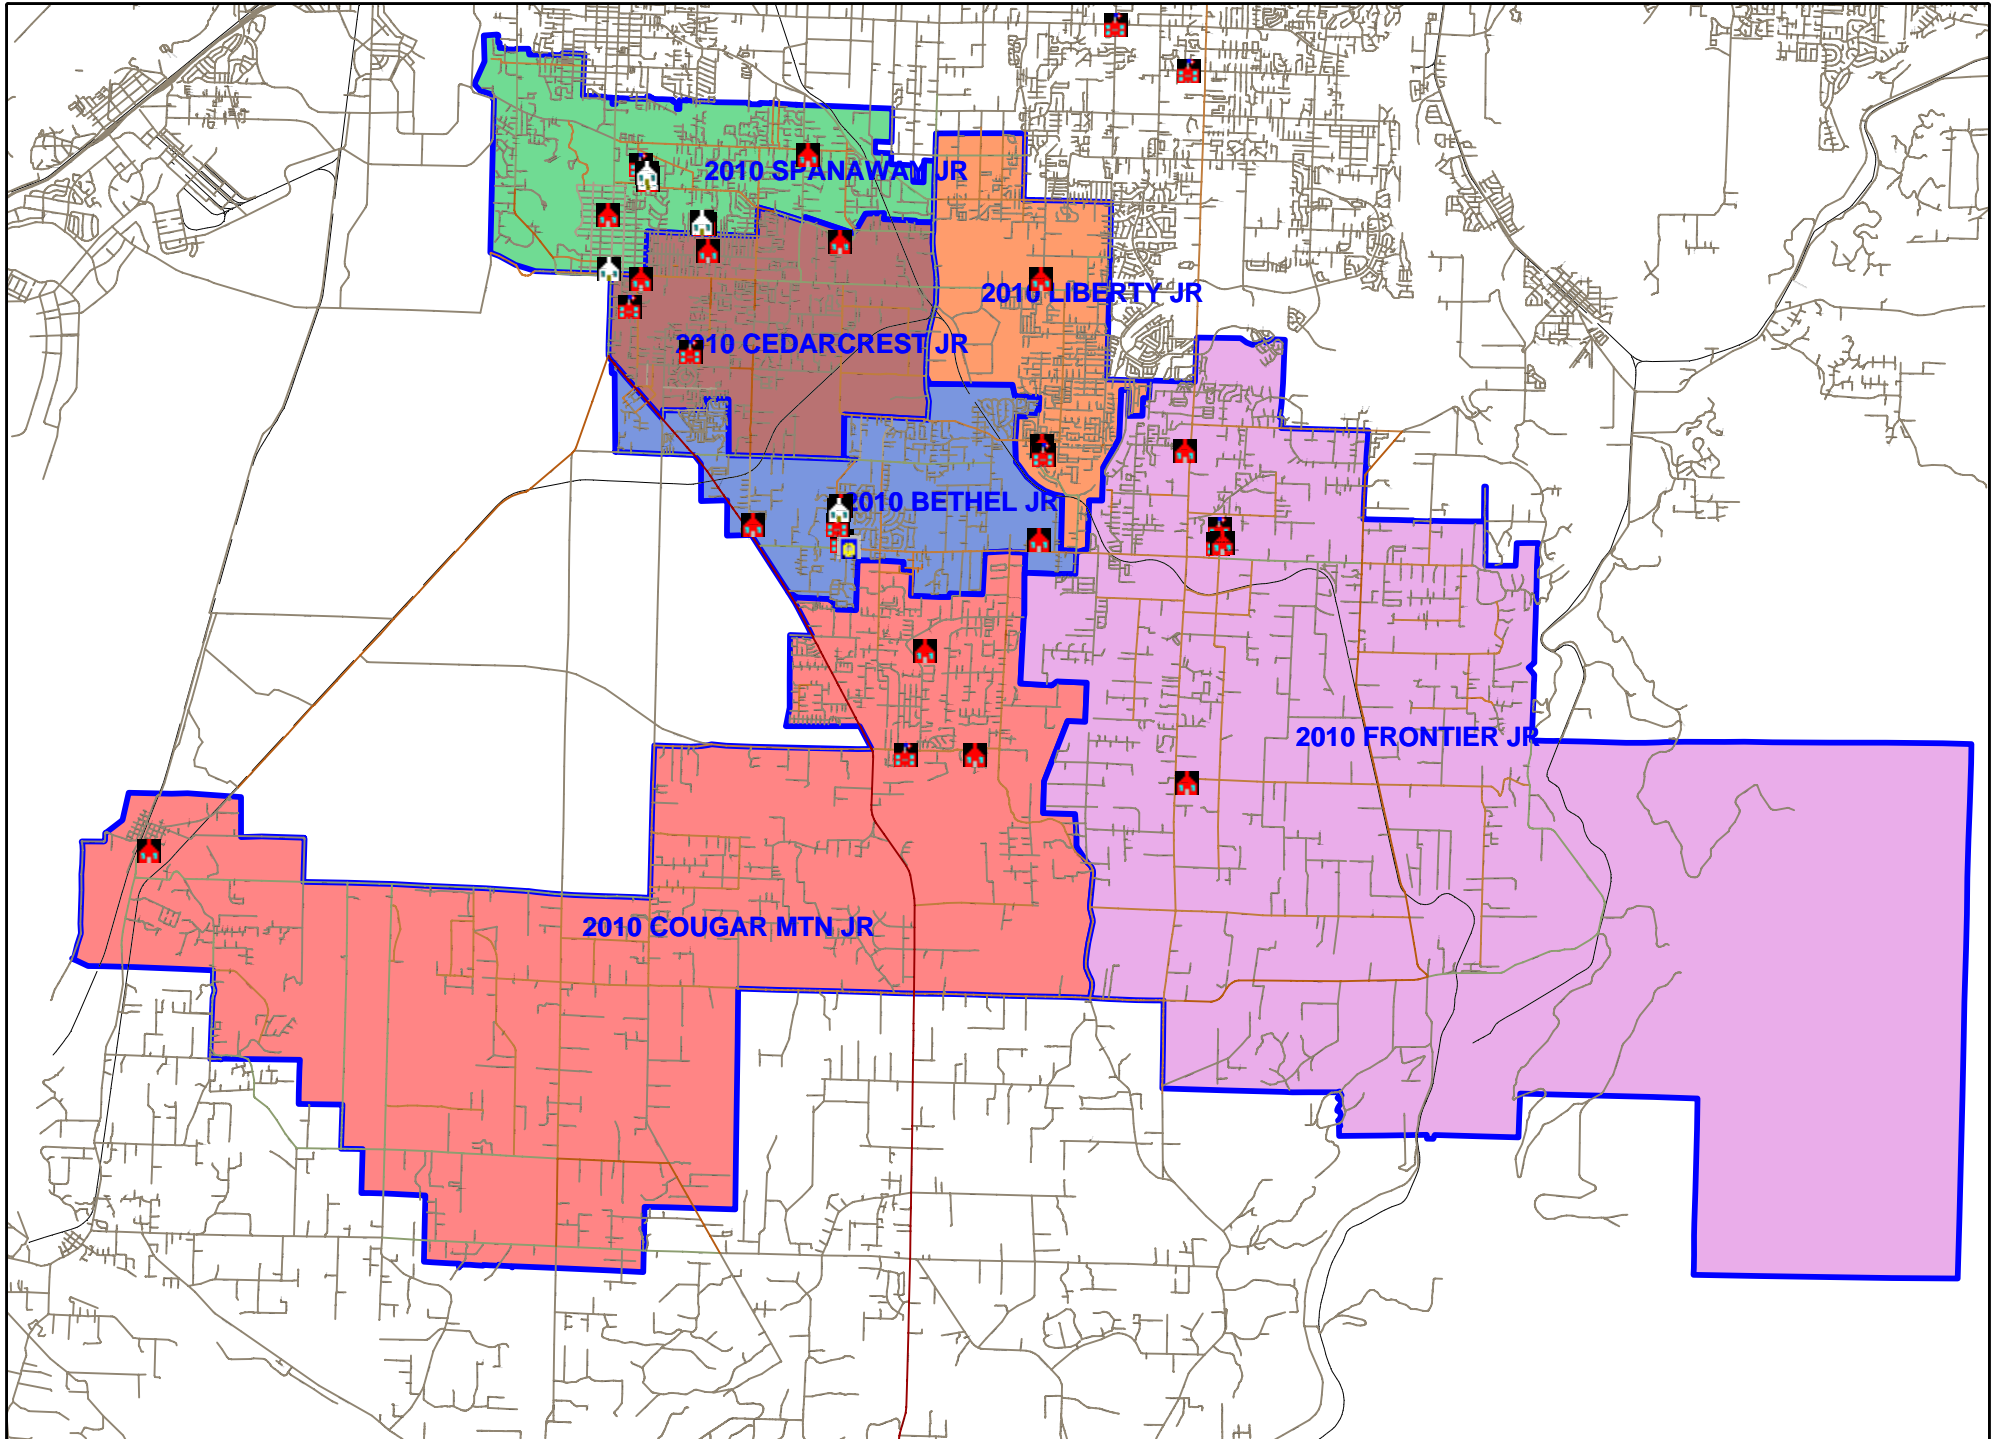 2010 SPANAWAY JR
2010 LIBERTY JR
2010 CEDARCREST JR
2010 BETHEL JR
2010 FRONTIER JR
2010 COUGAR MTN JR